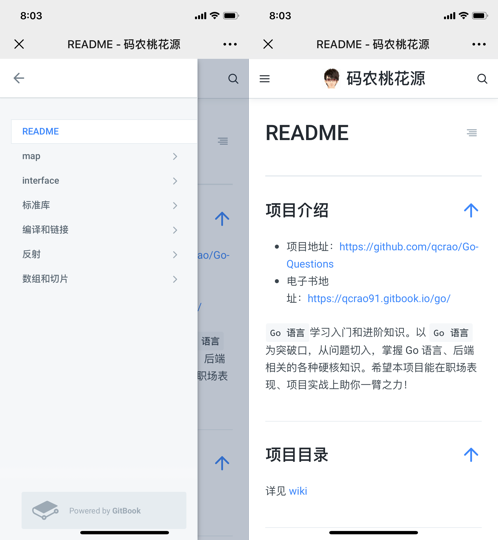 8:03
README - 码农桃花源
README
map
interface
标准库
编译和链接
反射
数组和切片
ao/Go-
/
语言
后端
职场表
Powered by GitBook
8:03
README - 码农桃花源
码农桃花源
README
项目介绍
项目地址：https://github.com/qcrao/Go-
Questions
电子书地
址：https://qcrao91.gitbook.io/go/
Go 语言 学习入门和进阶知识。以 Go 语言
为突破口，从问题切入，掌握 Go 语言、后端
相关的各种硬核知识。希望本项目能在职场表
现、项目实战上助你一臂之力！
项目目录
详见 wiki